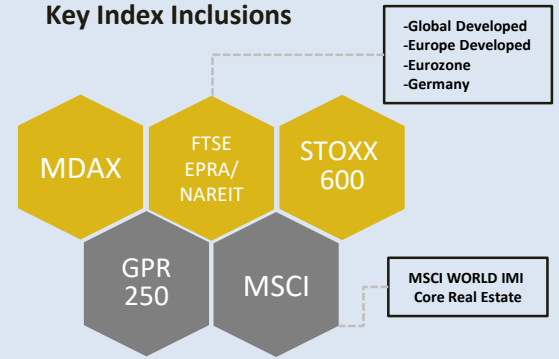 Key Index Inclusions
-Global Developed
-Europe Developed
-Eurozone
-Germany
MDAX
FTSE
EPRA/
NAREIT
STOXX
600
GPR
250
MSCI
MSCI WORLD IMI
Core Real Estate